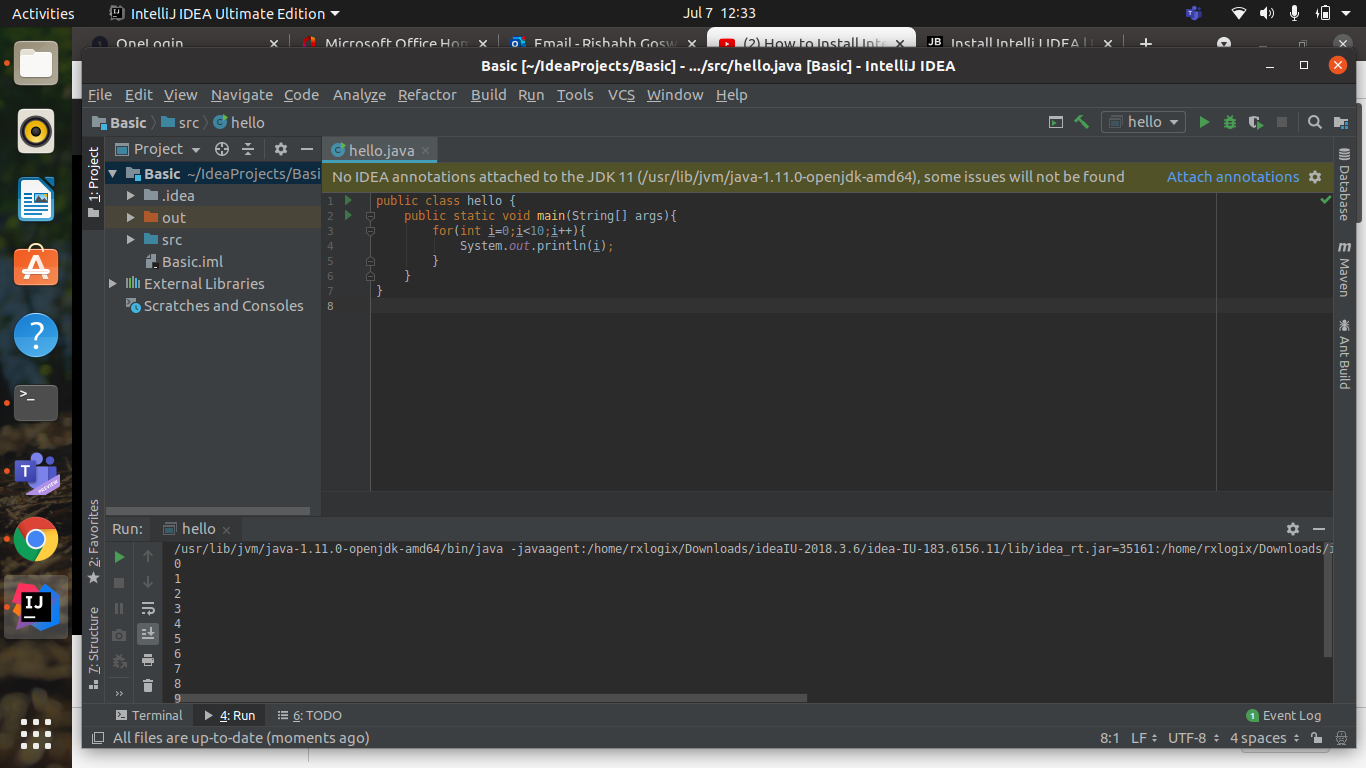 Activities IntelliJ IDEA Ultimate Edition Jul 7 12:33
OneLogin Microsoft Office Hom Email - Rishabh Gosw (2) How to Install Inte Install IntelliJ IDEA |
Basic [~/IdeaProjects/Basic] - .../src/hello.java [Basic] - IntelliJ IDEA
File Edit View Navigate Code Analyze Refactor Build Run Tools VCS Window Help
Basic src hello hello
1: Project
Project
hello.java
Basic ~/IdeaProjects/Basi
.idea
out
src
Basic.iml
External Libraries
Scratches and Consoles
No IDEA annotations attached to the JDK 11 (/usr/lib/jvm/java-1.11.0-openjdk-amd64), some issues will not be found Attach annotations
1 public class hello {
2 public static void main(String[] args){
3 for(int i=0;i<10;i++){
4 System.out.println(i);
5 }
6 }
7 }
8
Database
Maven
Ant Build
2: Favorites
7: Structure
Run: hello
/usr/lib/jvm/java-1.11.0-openjdk-amd64/bin/java -javaagent:/home/rxlogix/Downloads/ideaIU-2018.3.6/idea-IU-183.6156.11/lib/idea_rt.jar=35161:/home/rxlogix/Downloads/i
0
1
2
3
4
5
6
7
8
9
Terminal 4: Run 6: TODO 1 Event Log
All files are up-to-date (moments ago) 8:1 LF UTF-8 4 spaces